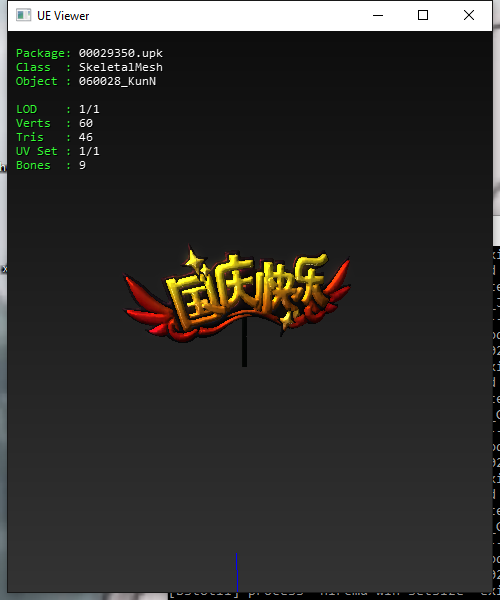 UE Viewer
Package: 00029350.upk
Class : SkeletalMesh
Object : 060028_KunN
LOD : 1/1
Verts : 60
Tris : 46
UV Set : 1/1
Bones : 9
国庆快乐